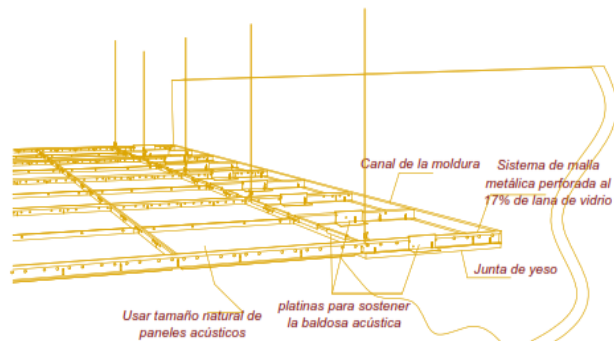 Canal de la moldura
Sistema de malla
metálica perforada al
17% de lana de vidrio
Junta de yeso
platinas para sostener
la baldosa acústica
Usar tamaño natural de
paneles acústicos